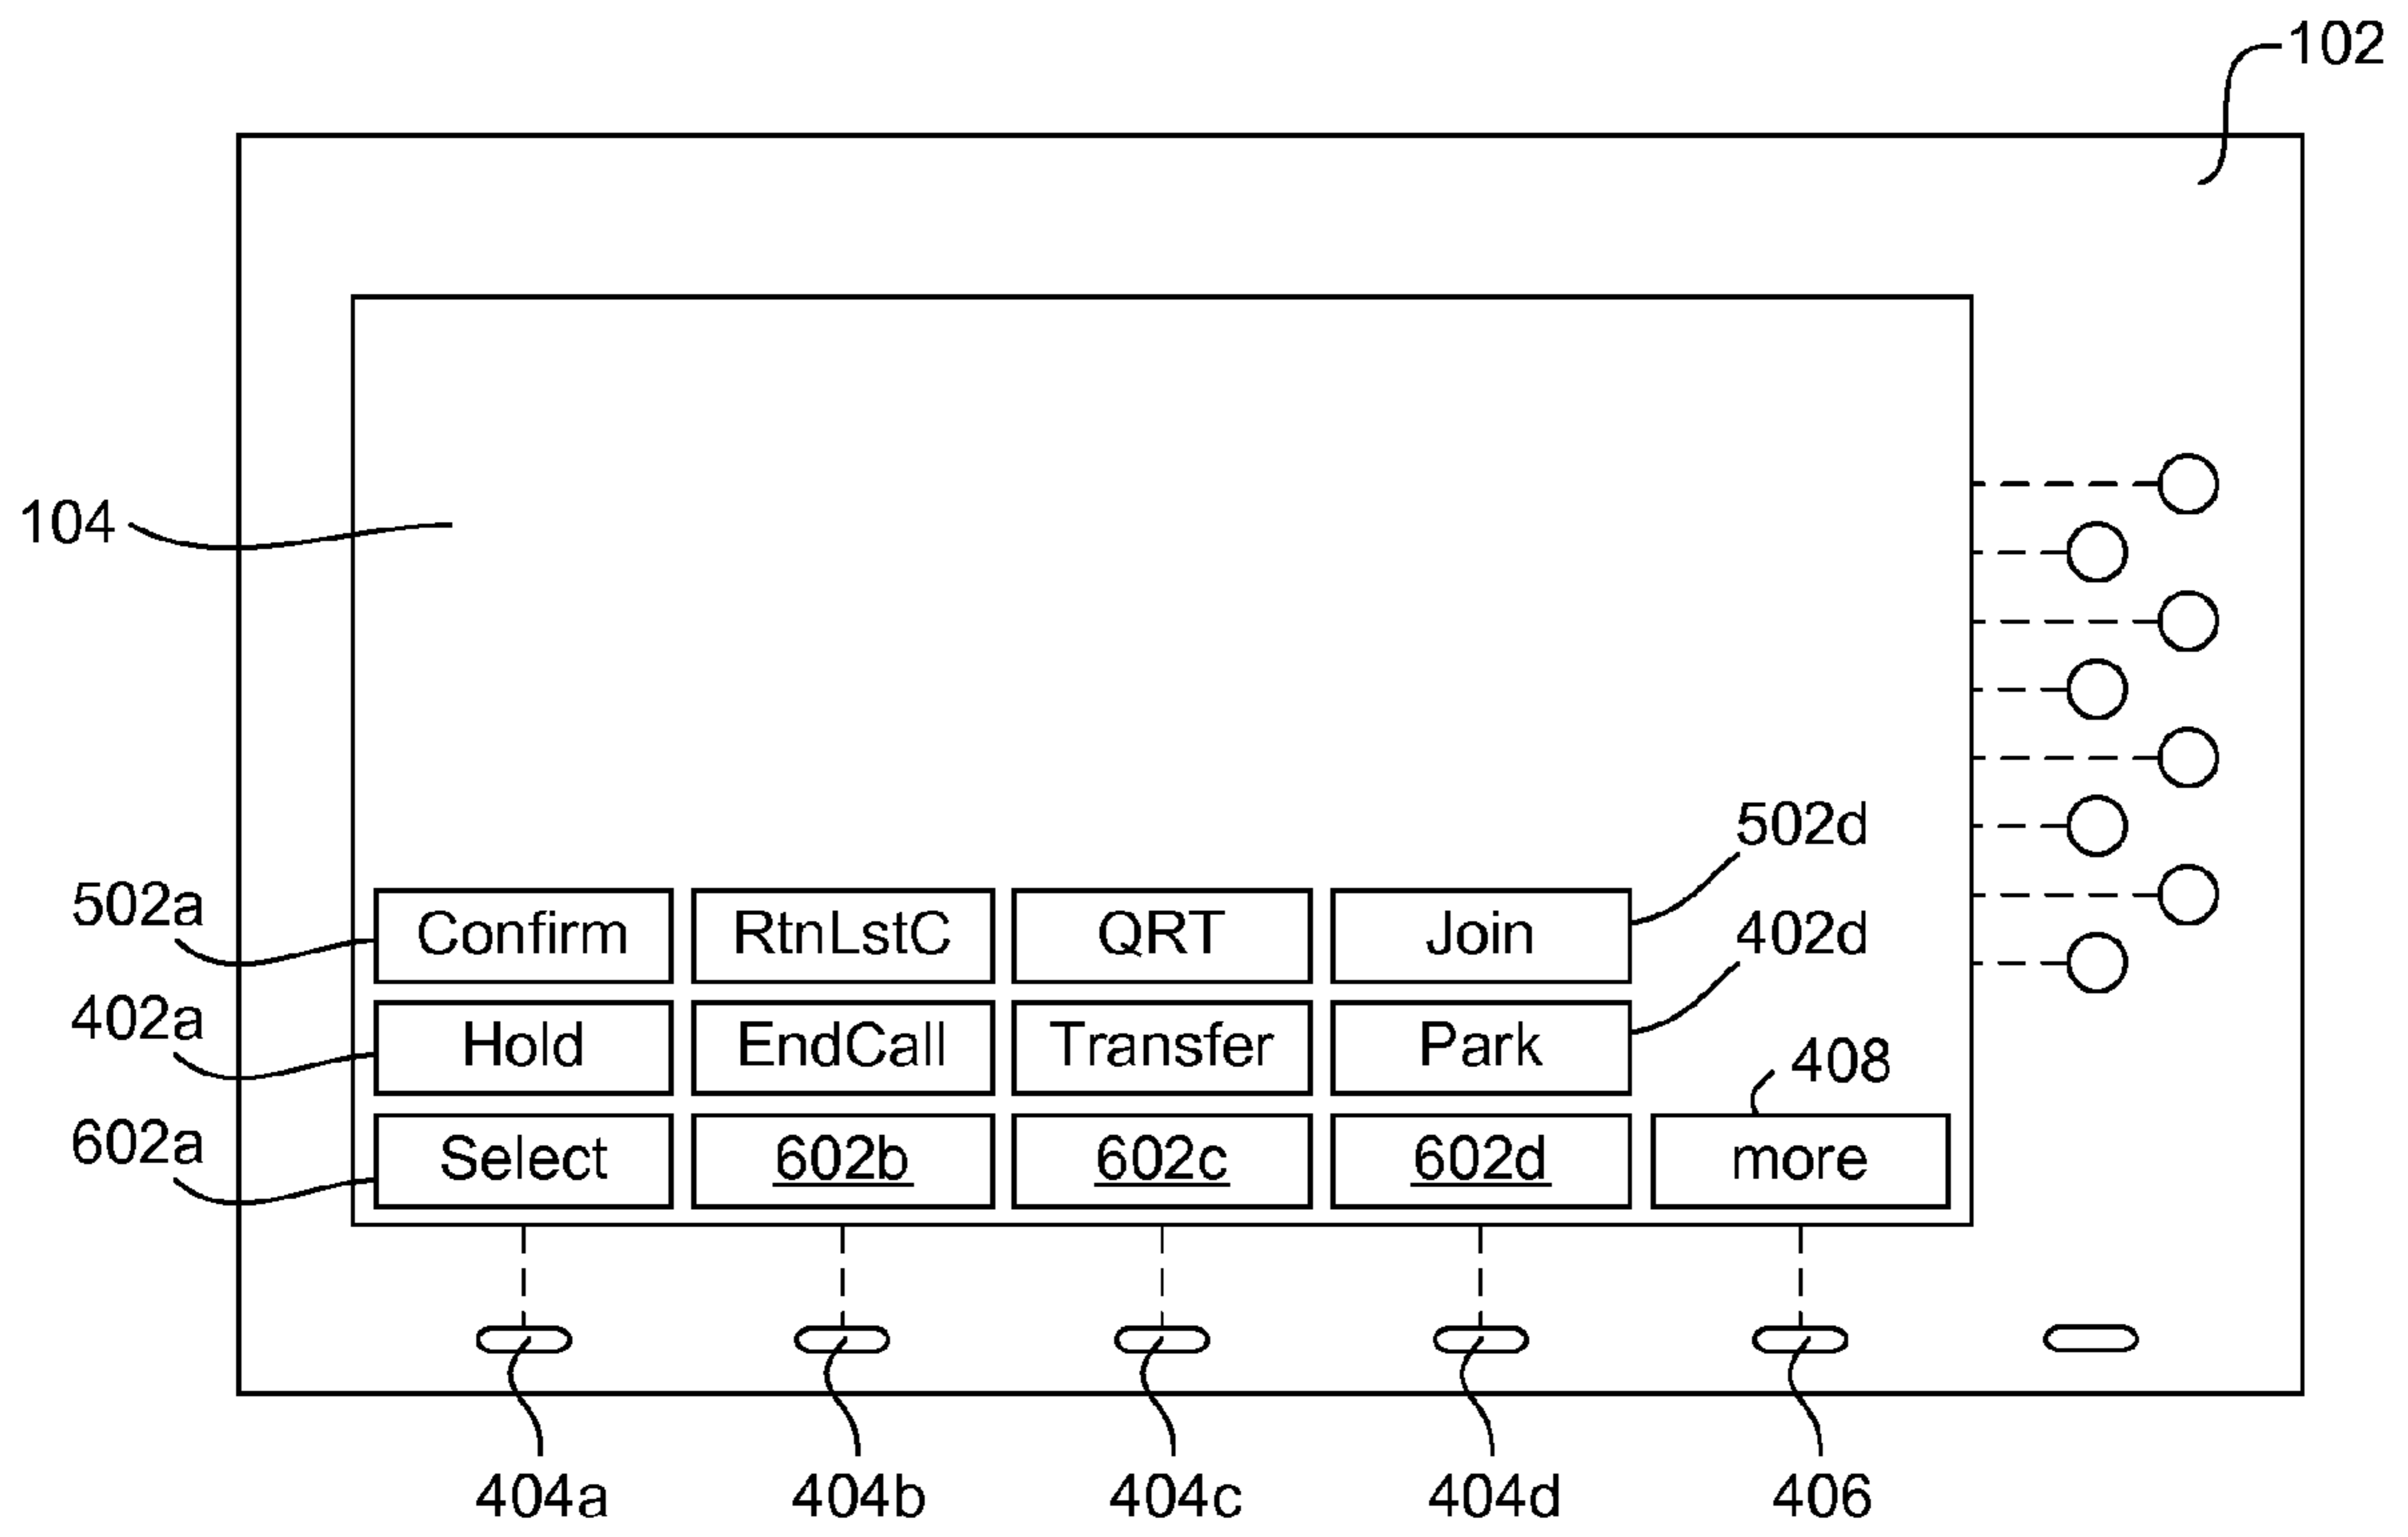 102
104
502d
502a Confirm RtnLstC QRT Join
402d
402a Hold EndCall Transfer Park
408
602a Select 602b 602c 602d more
404a 404b 404c 404d 406